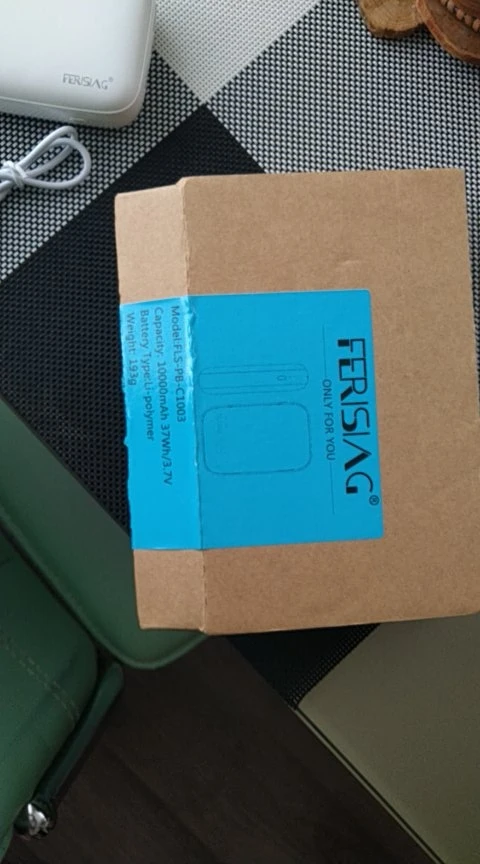 FERISIAG®
FERISIAG®
ONLY FOR YOU
Model:FLS-PB-C1003
Capacity: 10000mAh 37Wh/3.7V
Battery Type:Li-polymer
Weight: 193g